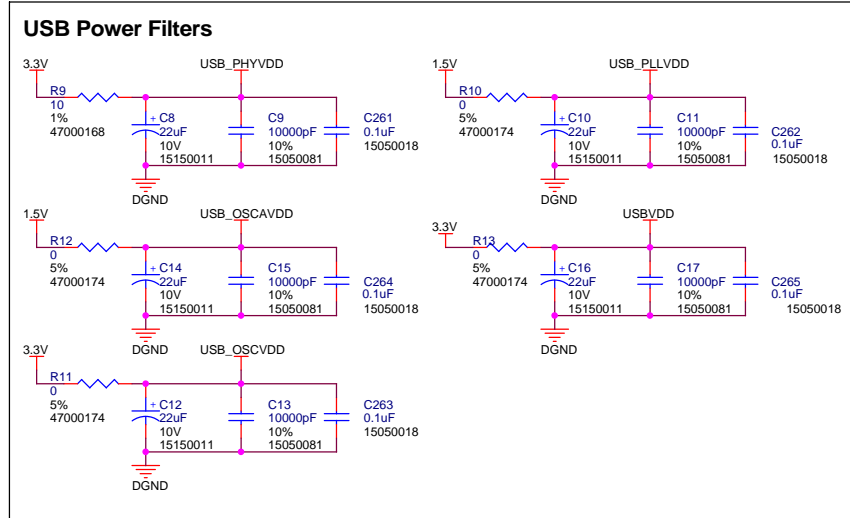 USB Power Filters
3.3V
USB_PHYVDD
R9
10
1%
47000168
+
C8
22uF
10V
15150011
C9
10000pF
10%
15050081
C261
0.1uF
15050018
DGND
1.5V
USB_PLLVDD
R10
0
5%
47000174
+
C10
22uF
10V
15150011
C11
10000pF
10%
15050081
C262
0.1uF
15050018
DGND
1.5V
USB_OSCAVDD
R12
0
5%
47000174
+
C14
22uF
10V
15150011
C15
10000pF
10%
15050081
C264
0.1uF
15050018
DGND
3.3V
USBVDD
R13
0
5%
47000174
+
C16
22uF
10V
15150011
C17
10000pF
10%
15050081
C265
0.1uF
15050018
DGND
3.3V
USB_OSCVDD
R11
0
5%
47000174
+
C12
22uF
10V
15150011
C13
10000pF
10%
15050081
C263
0.1uF
15050018
DGND